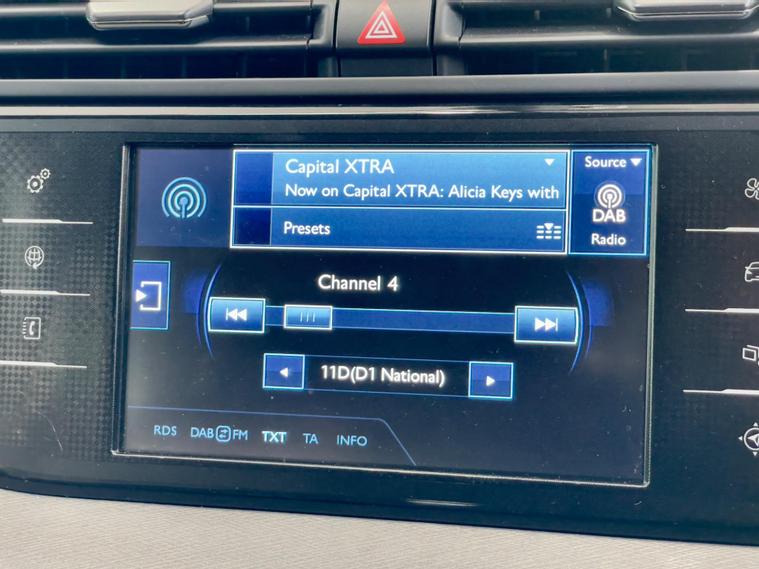 Capital XTRA
Now on Capital XTRA: Alicia Keys with
Source
DAB
Radio
Presets
Channel 4
11D(D1 National)
RDS DAB FM TXT TA INFO